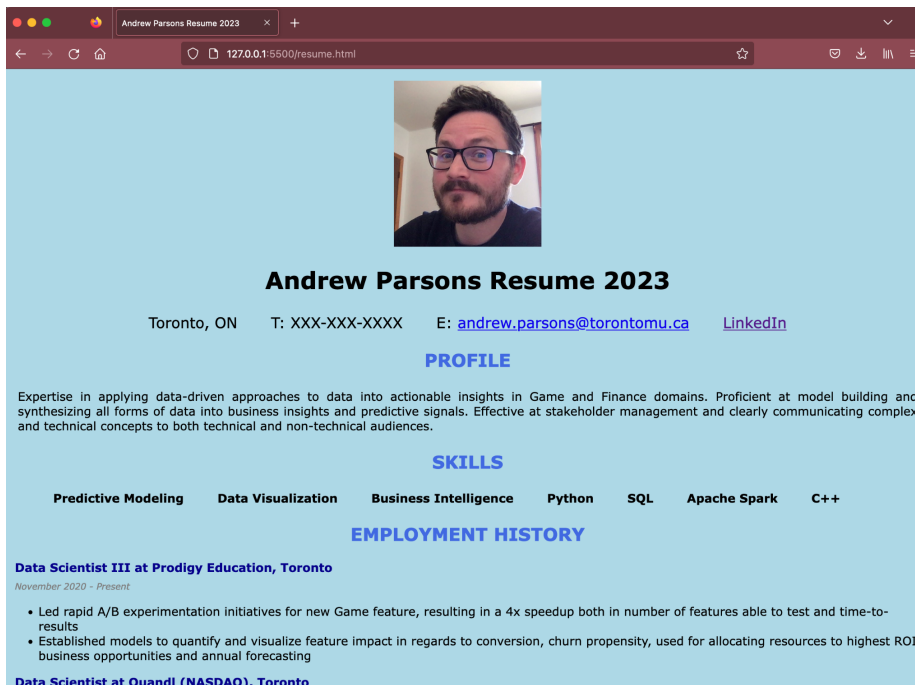 Andrew Parsons Resume 2023
127.0.0.1:5500/resume.html
Andrew Parsons Resume 2023
Toronto, ON T: XXX-XXX-XXXX E: andrew.parsons@torontomu.ca LinkedIn
PROFILE
Expertise in applying data-driven approaches to data into actionable insights in Game and Finance domains. Proficient at model building and
synthesizing all forms of data into business insights and predictive signals. Effective at stakeholder management and clearly communicating complex
and technical concepts to both technical and non-technical audiences.
SKILLS
Predictive Modeling Data Visualization Business Intelligence Python SQL Apache Spark C++
EMPLOYMENT HISTORY
Data Scientist III at Prodigy Education, Toronto
November 2020 - Present
• Led rapid A/B experimentation initiatives for new Game feature, resulting in a 4x speedup both in number of features able to test and time-to-
results
• Established models to quantify and visualize feature impact in regards to conversion, churn propensity, used for allocating resources to highest ROI
business opportunities and annual forecasting
Data Scientist at Quandl (NASDAQ), Toronto